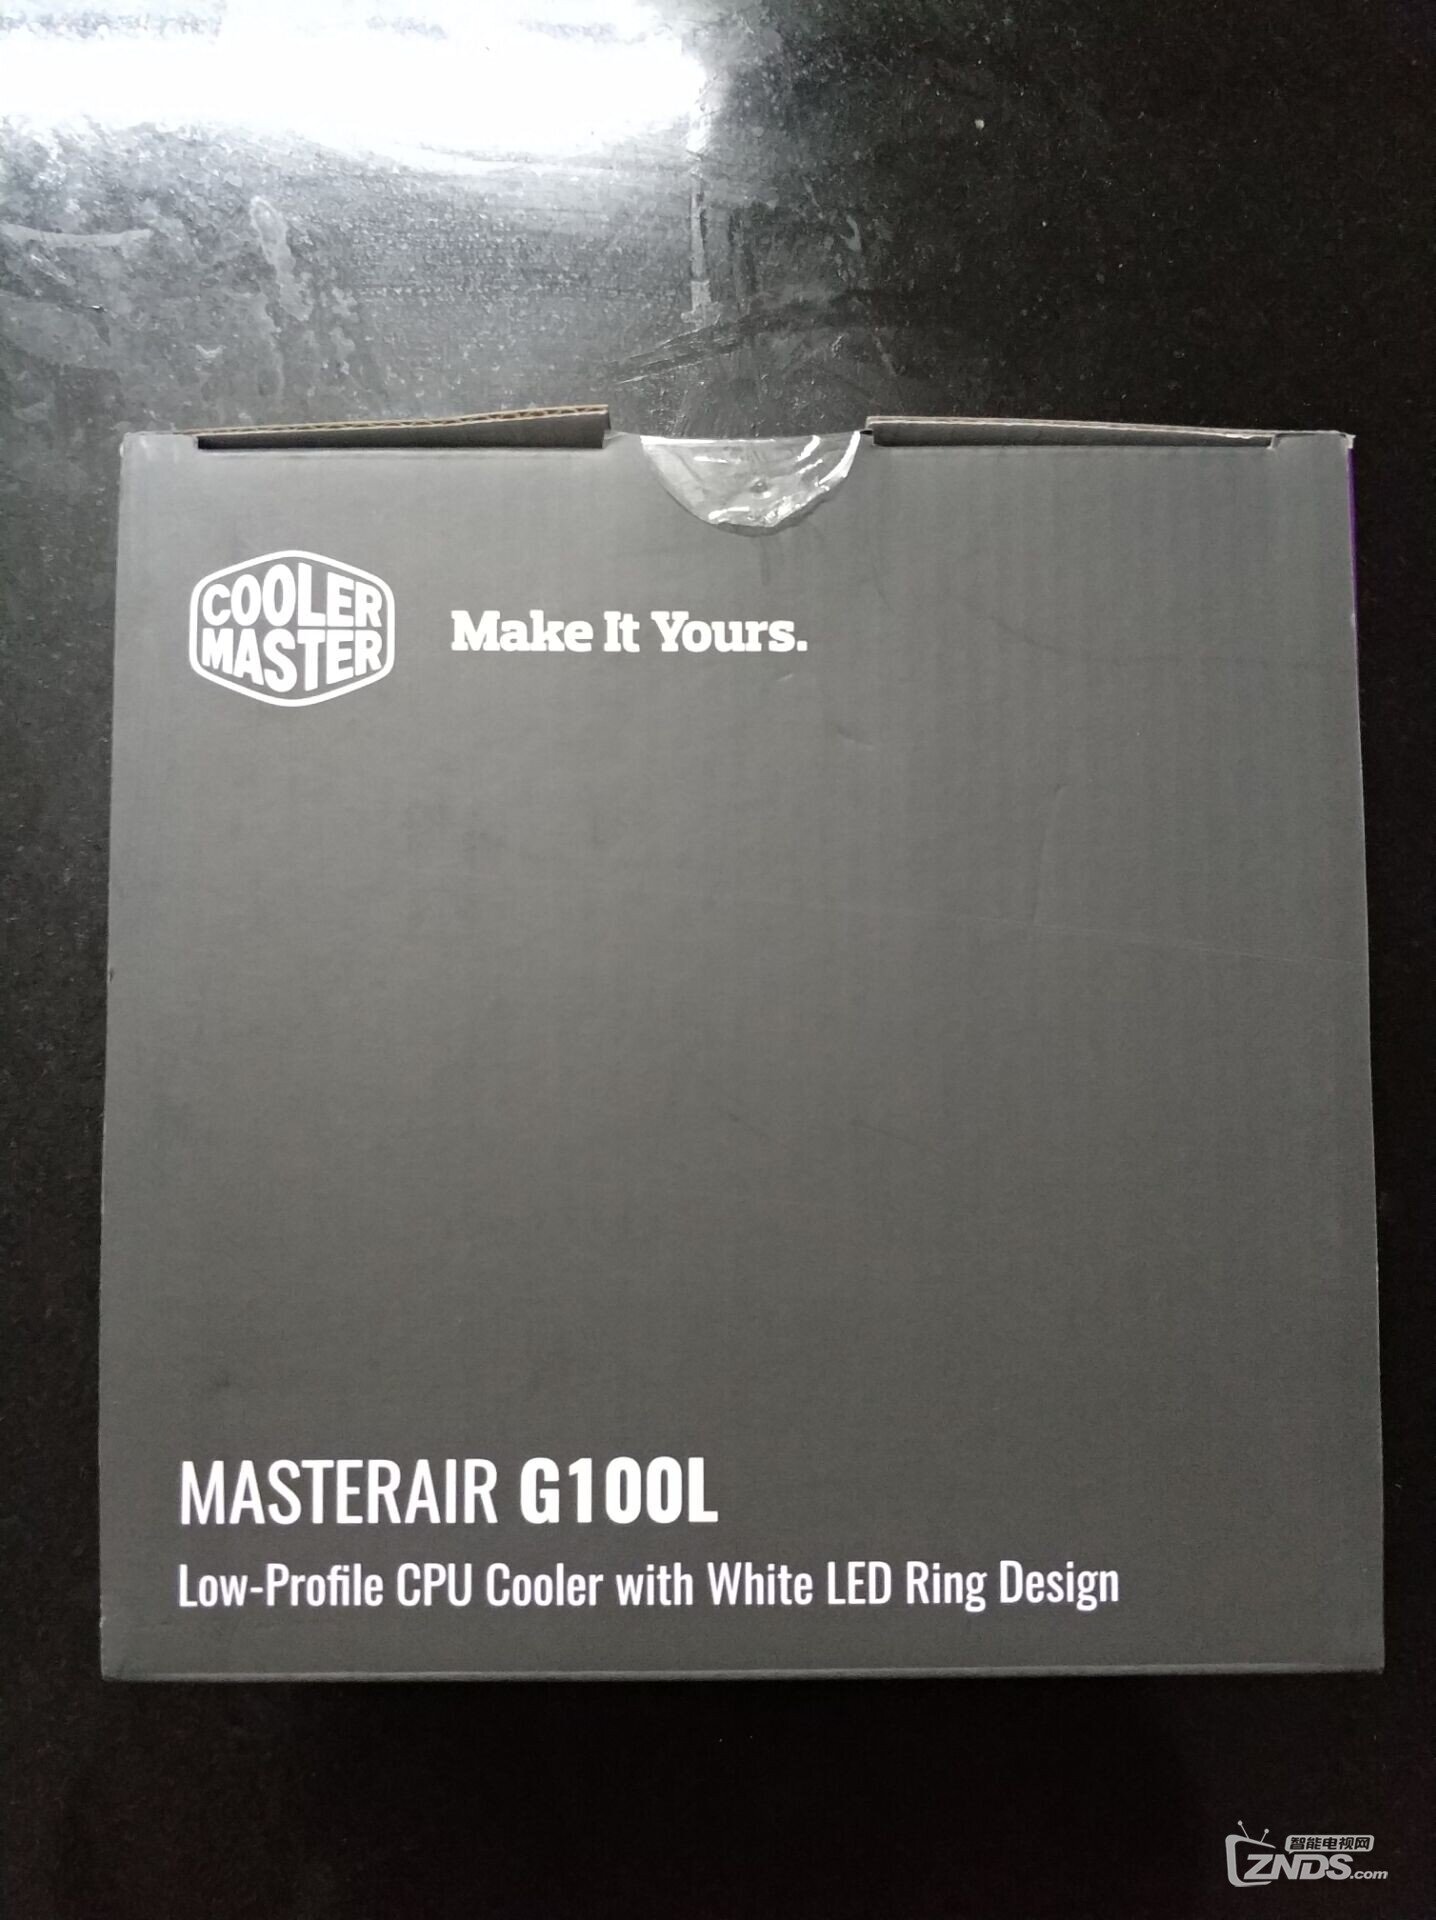 COOLER
MASTER
Make It Yours.
MASTERAIR G100L
Low-Profile CPU Cooler with White LED Ring Design
智能电视网
ZNDS.com